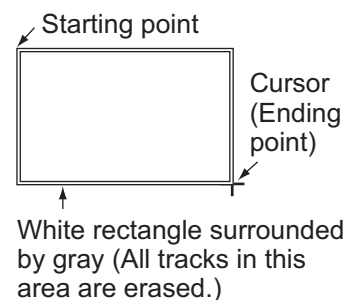 Starting point
Cursor
(Ending
point)
White rectangle surrounded
by gray (All tracks in this
area are erased.)